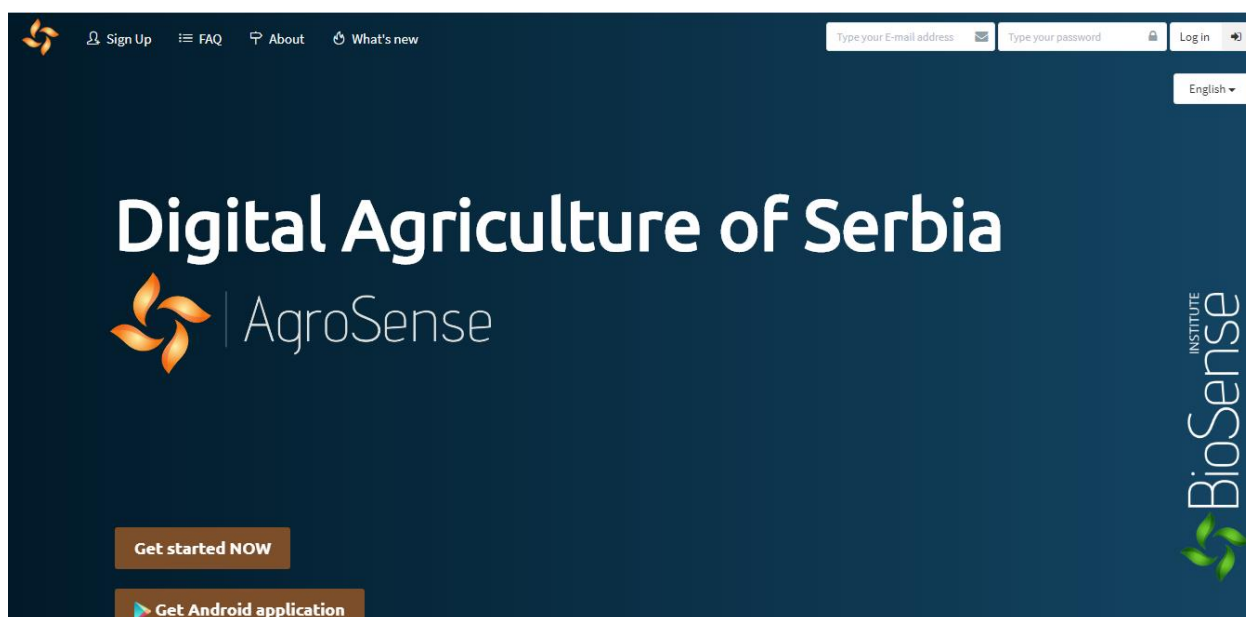 Sign Up FAQ About What's new Type your E-mail address Type your password Log in
English
Digital Agriculture of Serbia
AgroSense
BioSense
INSTITUTE
Get started NOW
Get Android application